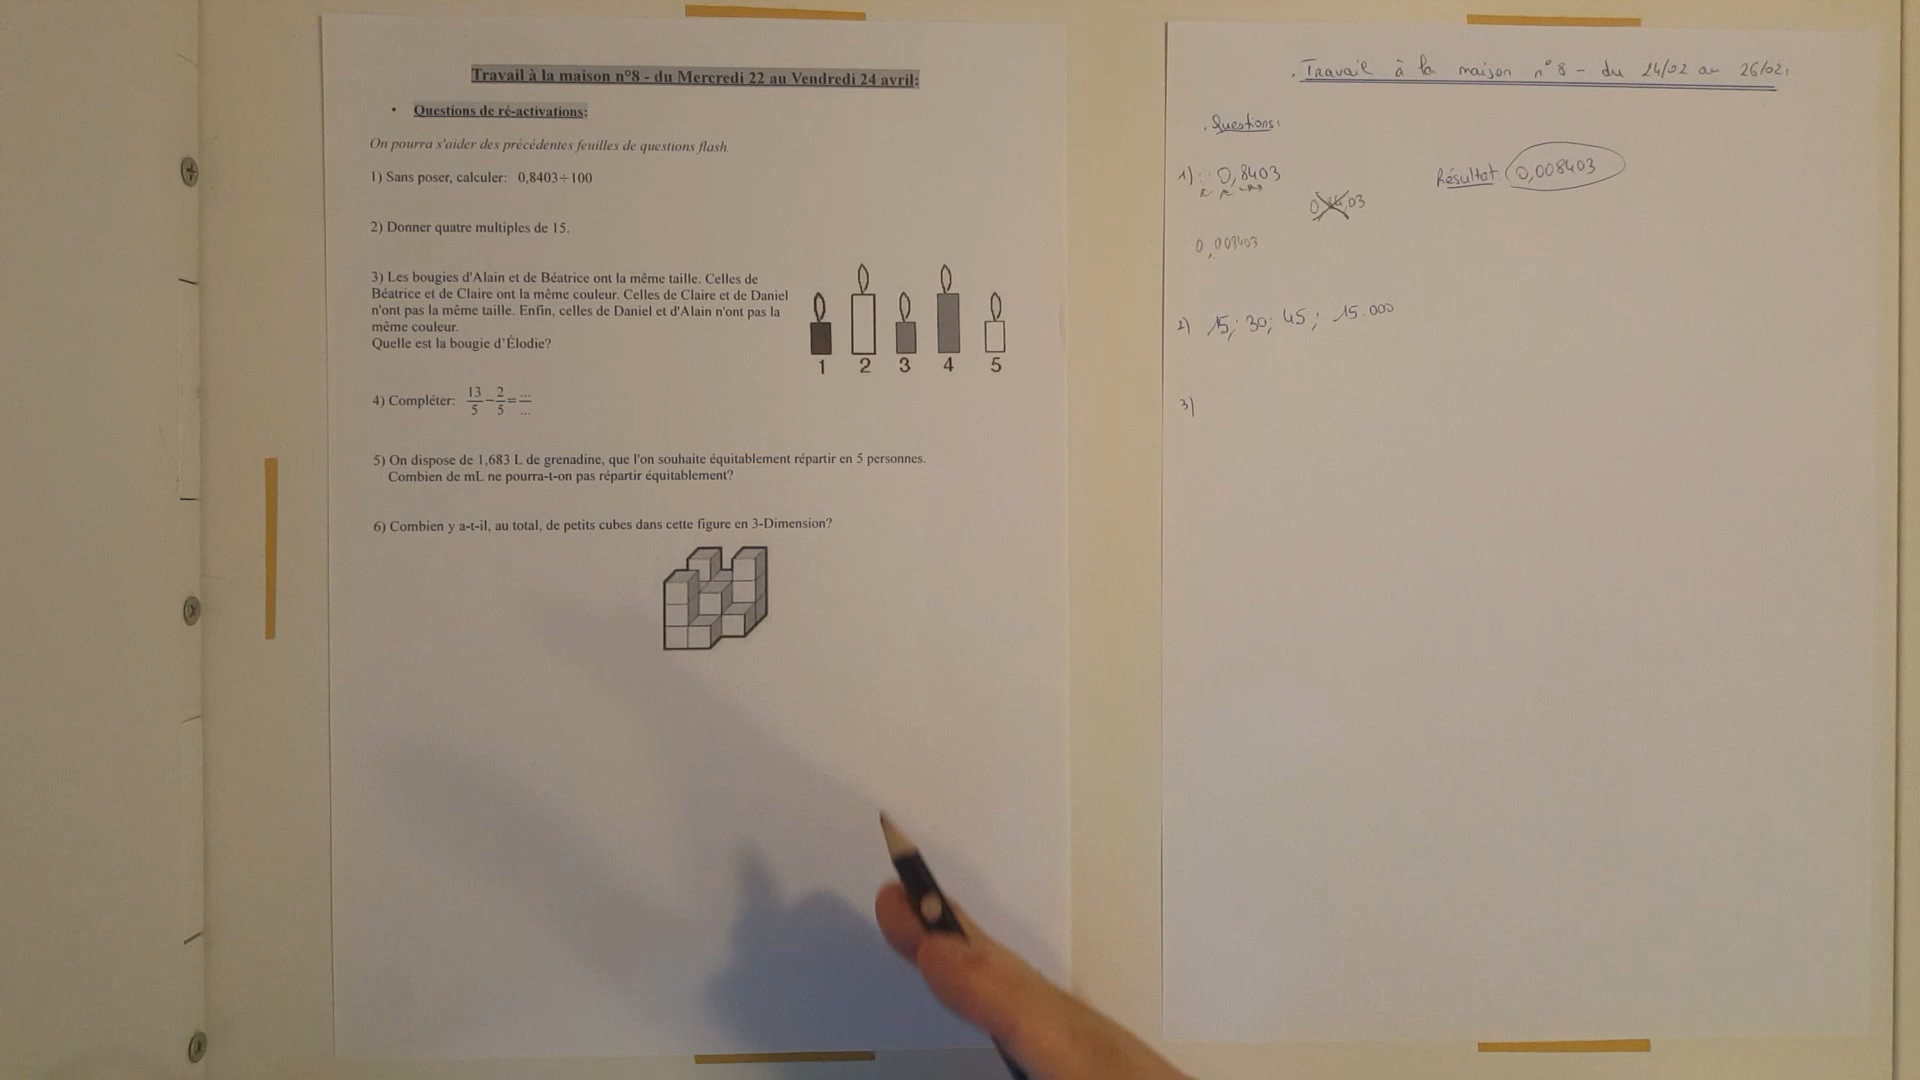 Travail à la maison n°8 - du Mercredi 22 au Vendredi 24 avril:
• Questions de ré-activations:
On pourra s'aider des précédentes feuilles de questions flash.
1) Sans poser, calculer: 0,8403÷100
2) Donner quatre multiples de 15.
3) Les bougies d'Alain et de Béatrice ont la même taille. Celles de
Béatrice et de Claire ont la même couleur. Celles de Claire et de Daniel
n'ont pas la même taille. Enfin, celles de Daniel et d'Alain n'ont pas la
même couleur.
Quelle est la bougie d'Élodie?
1 2 3 4 5
4) Compléter: 13/5 − 2/5 = .../...
5) On dispose de 1,683 L de grenadine, que l'on souhaite équitablement répartir en 5 personnes.
Combien de mL ne pourra-t-on pas répartir équitablement?
6) Combien y a-t-il, au total, de petits cubes dans cette figure en 3-Dimension?
. Travail à la maison n°8 - du 24/02 au 26/02:
. Questions:
1) : 0,8403 Résultat: 0,008403
0,008403
2) 15; 30; 45; 15.000
3)